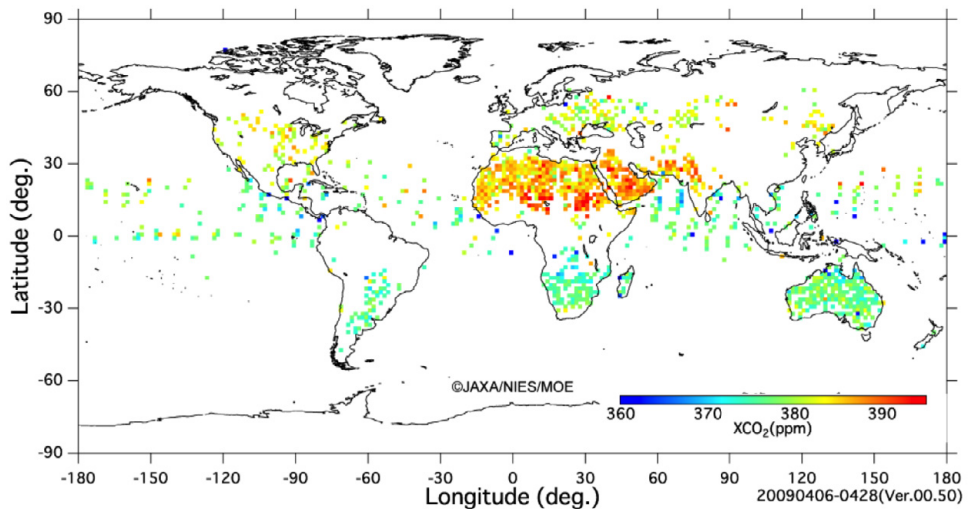 90
60
30
0
-30
-60
-90
Latitude (deg.)
©JAXA/NIES/MOE
360 370 380 390
XCO₂(ppm)
-180 -150 -120 -90 -60 -30 0 30 60 90 120 150 180
Longitude (deg.)
20090406-0428(Ver.00.50)